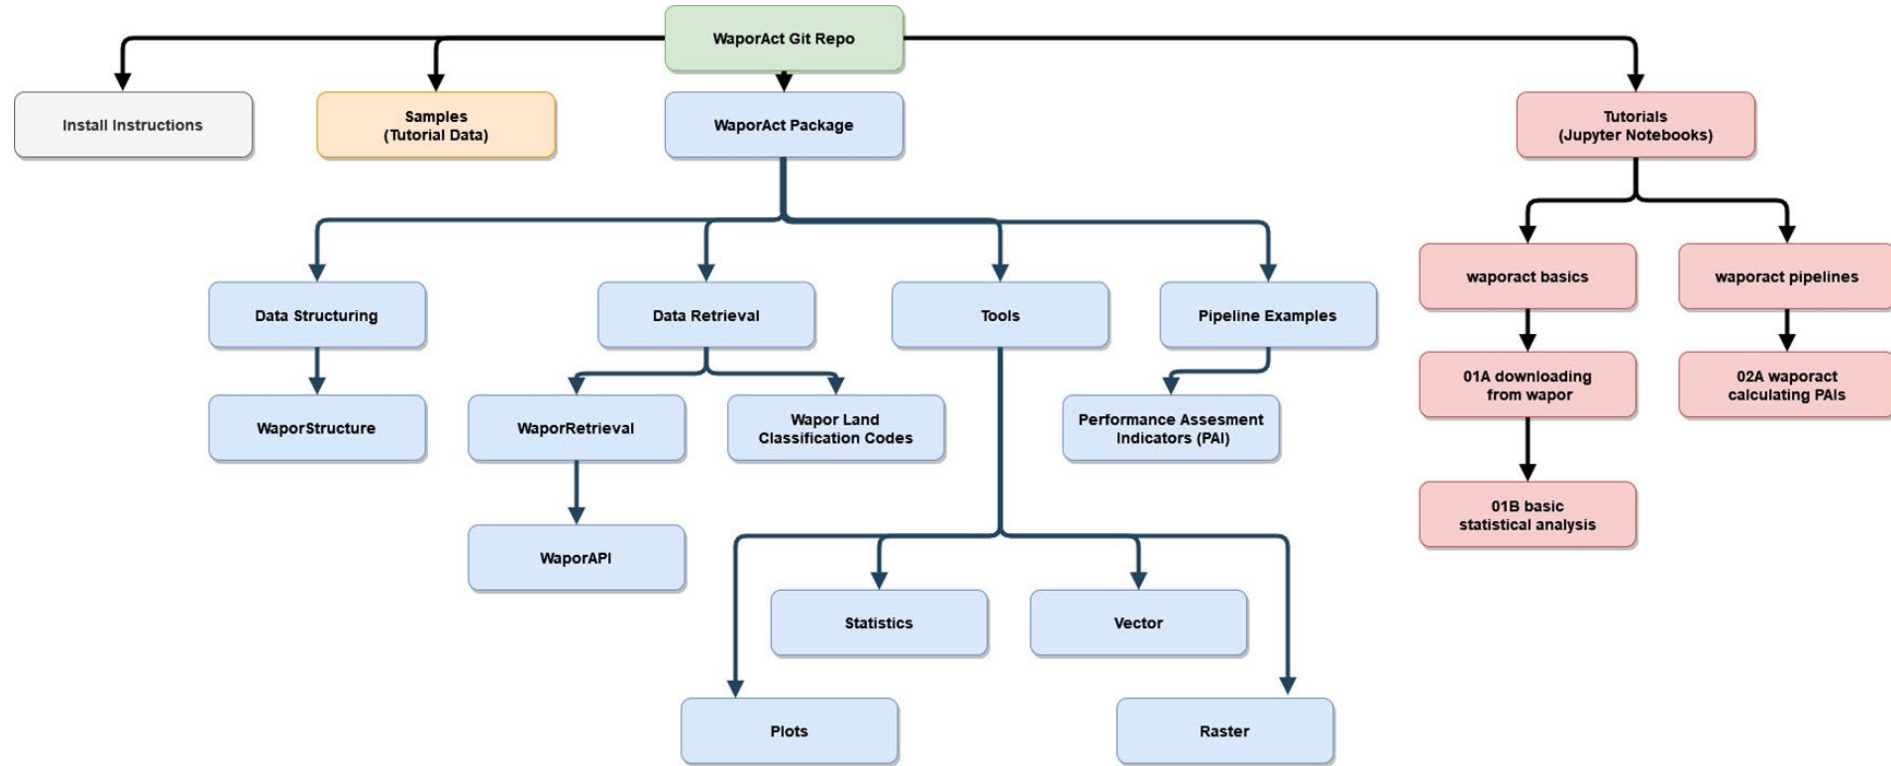 WaporAct Git Repo
Install Instructions
Samples
(Tutorial Data)
WaporAct Package
Tutorials
(Jupyter Notebooks)
waporact basics
waporact pipelines
Data Structuring
Data Retrieval
Tools
Pipeline Examples
01A downloading
from wapor
02A waporact
calculating PAIs
WaporStructure
WaporRetrieval
Wapor Land
Classification Codes
Performance Assesment
Indicators (PAI)
01B basic
statistical analysis
WaporAPI
Statistics
Vector
Plots
Raster